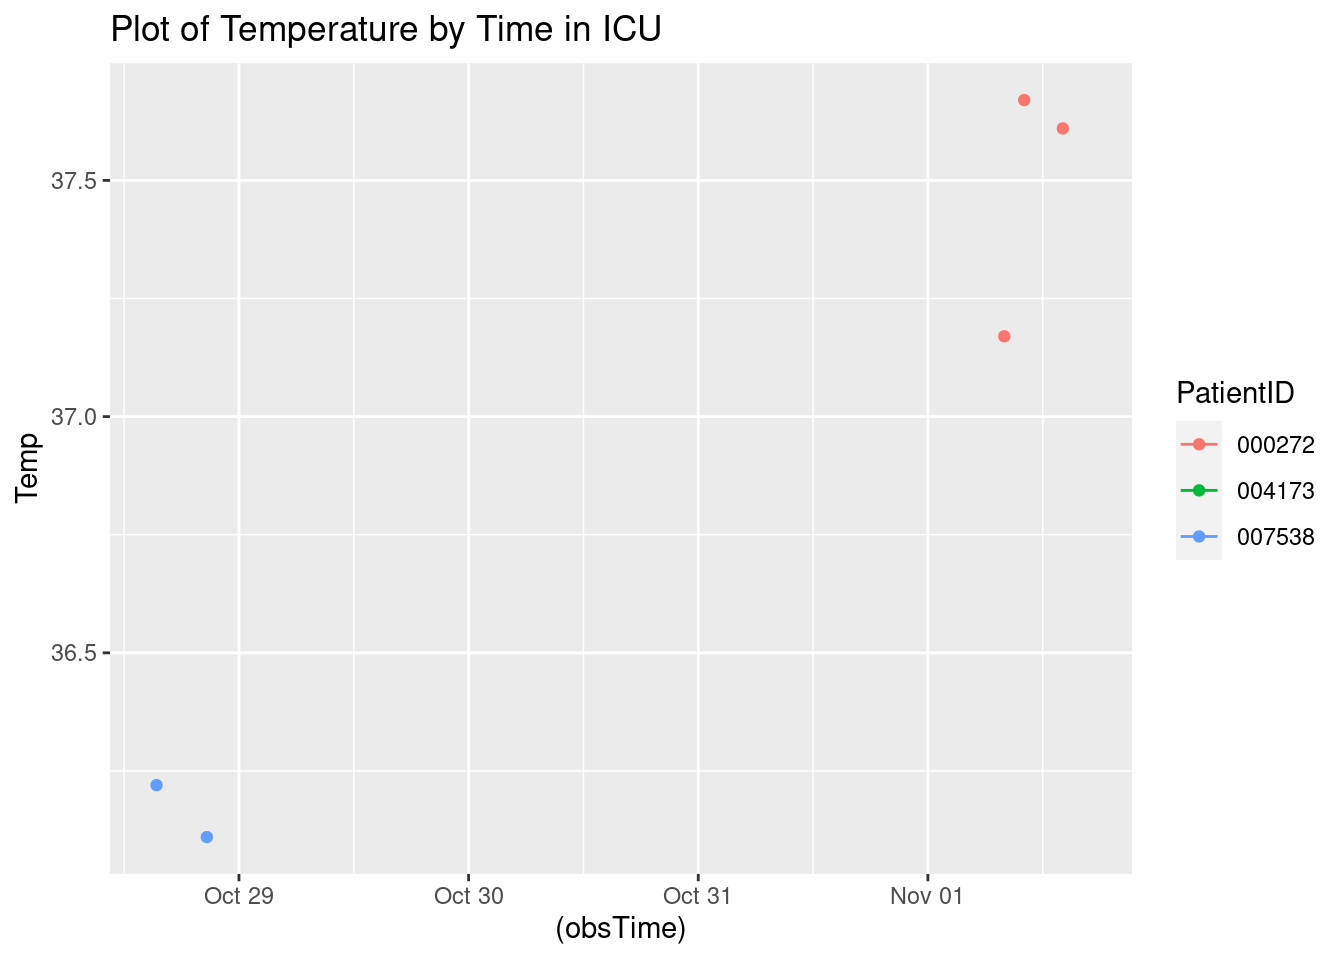 Plot of Temperature by Time in ICU
37.5
37.0
36.5
Temp
Oct 29
Oct 30
Oct 31
Nov 01
(obsTime)
PatientID
000272
004173
007538